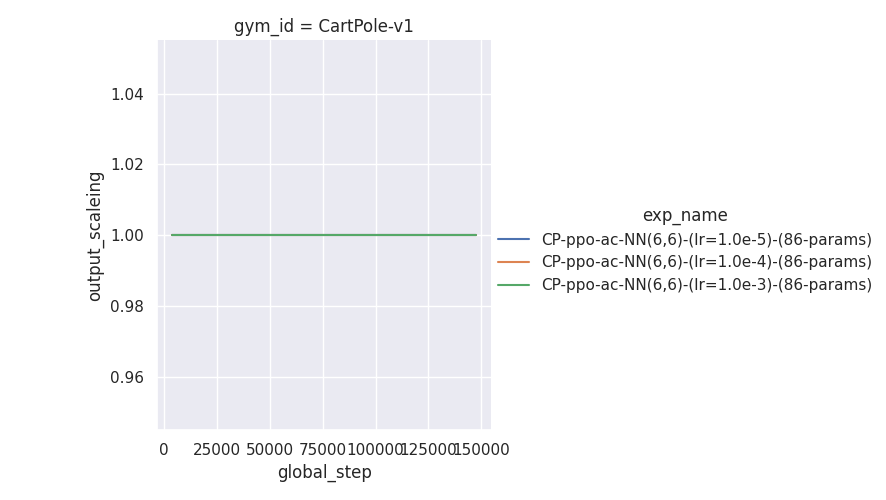 gym_id = CartPole-v1
1.04
1.02
1.00
0.98
0.96
output_scaleing
0
25000
50000
75000
100000
125000
150000
global_step
exp_name
CP-ppo-ac-NN(6,6)-(lr=1.0e-5)-(86-params)
CP-ppo-ac-NN(6,6)-(lr=1.0e-4)-(86-params)
CP-ppo-ac-NN(6,6)-(lr=1.0e-3)-(86-params)